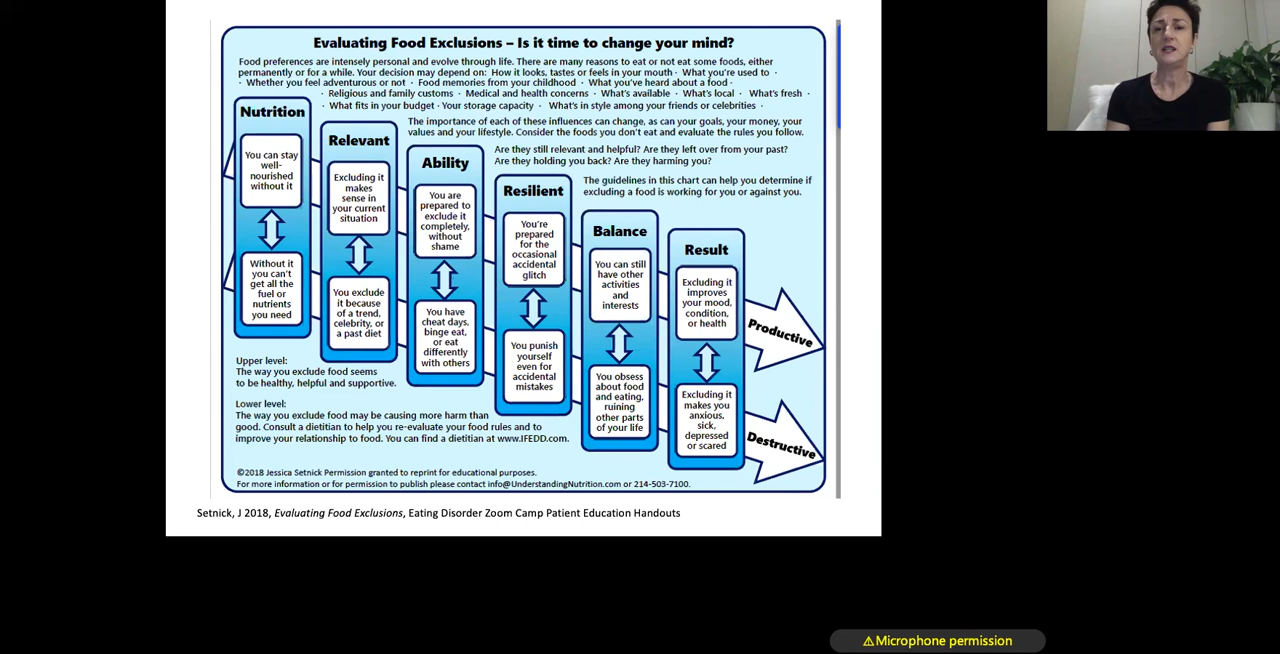 Evaluating Food Exclusions – Is it time to change your mind?
Food preferences are intensely personal and evolve through life. There are many reasons to eat or not eat some foods, either
permanently or for a while. Your decision may depend on: How it looks, tastes or feels in your mouth · What you're used to ·
· Whether you feel adventurous or not · Food memories from your childhood · What you've heard about a food ·
· Religious and family customs · Medical and health concerns · What's available · What's local · What's fresh ·
· What fits in your budget · Your storage capacity · What's in style among your friends or celebrities ·
The importance of each of these influences can change, as can your goals, your money, your
values and your lifestyle. Consider the foods you don't eat and evaluate the rules you follow.
Are they still relevant and helpful? Are they left over from your past?
Are they holding you back? Are they harming you?
The guidelines in this chart can help you determine if
excluding a food is working for you or against you.
Nutrition
You can stay
well-
nourished
without it
Without it
you can't
get all the
fuel or
nutrients
you need
Relevant
Excluding it
makes
sense in
your current
situation
You exclude
it because
of a trend,
celebrity, or
a past diet
Ability
You are
prepared to
exclude it
completely,
without
shame
You have
cheat days,
binge eat,
or eat
differently
with others
Resilient
You're
prepared
for the
occasional
accidental
glitch
You punish
yourself
even for
accidental
mistakes
Balance
You can still
have other
activities
and
interests
You obsess
about food
and eating,
ruining
other parts
of your life
Result
Excluding it
improves
your mood,
condition,
or health
Excluding it
makes you
anxious,
sick,
depressed
or scared
Productive
Destructive
Upper level:
The way you exclude food seems
to be healthy, helpful and supportive.
Lower level:
The way you exclude food may be causing more harm than
good. Consult a dietitian to help you re-evaluate your food rules and to
improve your relationship to food. You can find a dietitian at www.IFEDD.com.
©2018 Jessica Setnick Permission granted to reprint for educational purposes.
For more information or for permission to publish please contact info@UnderstandingNutrition.com or 214-503-7100.
Setnick, J 2018, Evaluating Food Exclusions, Eating Disorder Zoom Camp Patient Education Handouts
⚠Microphone permission